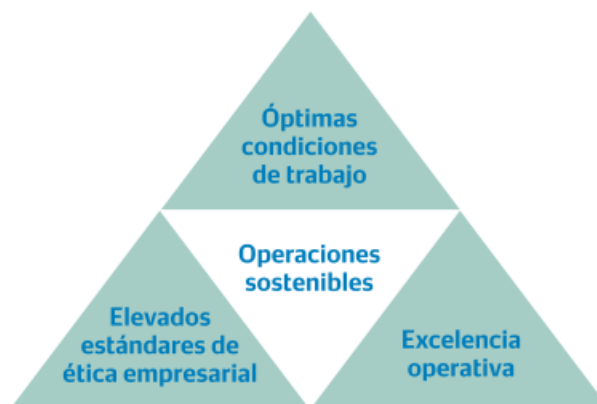 Óptimas
condiciones
de trabajo
Operaciones
sostenibles
Elevados
estándares de
ética empresarial
Excelencia
operativa